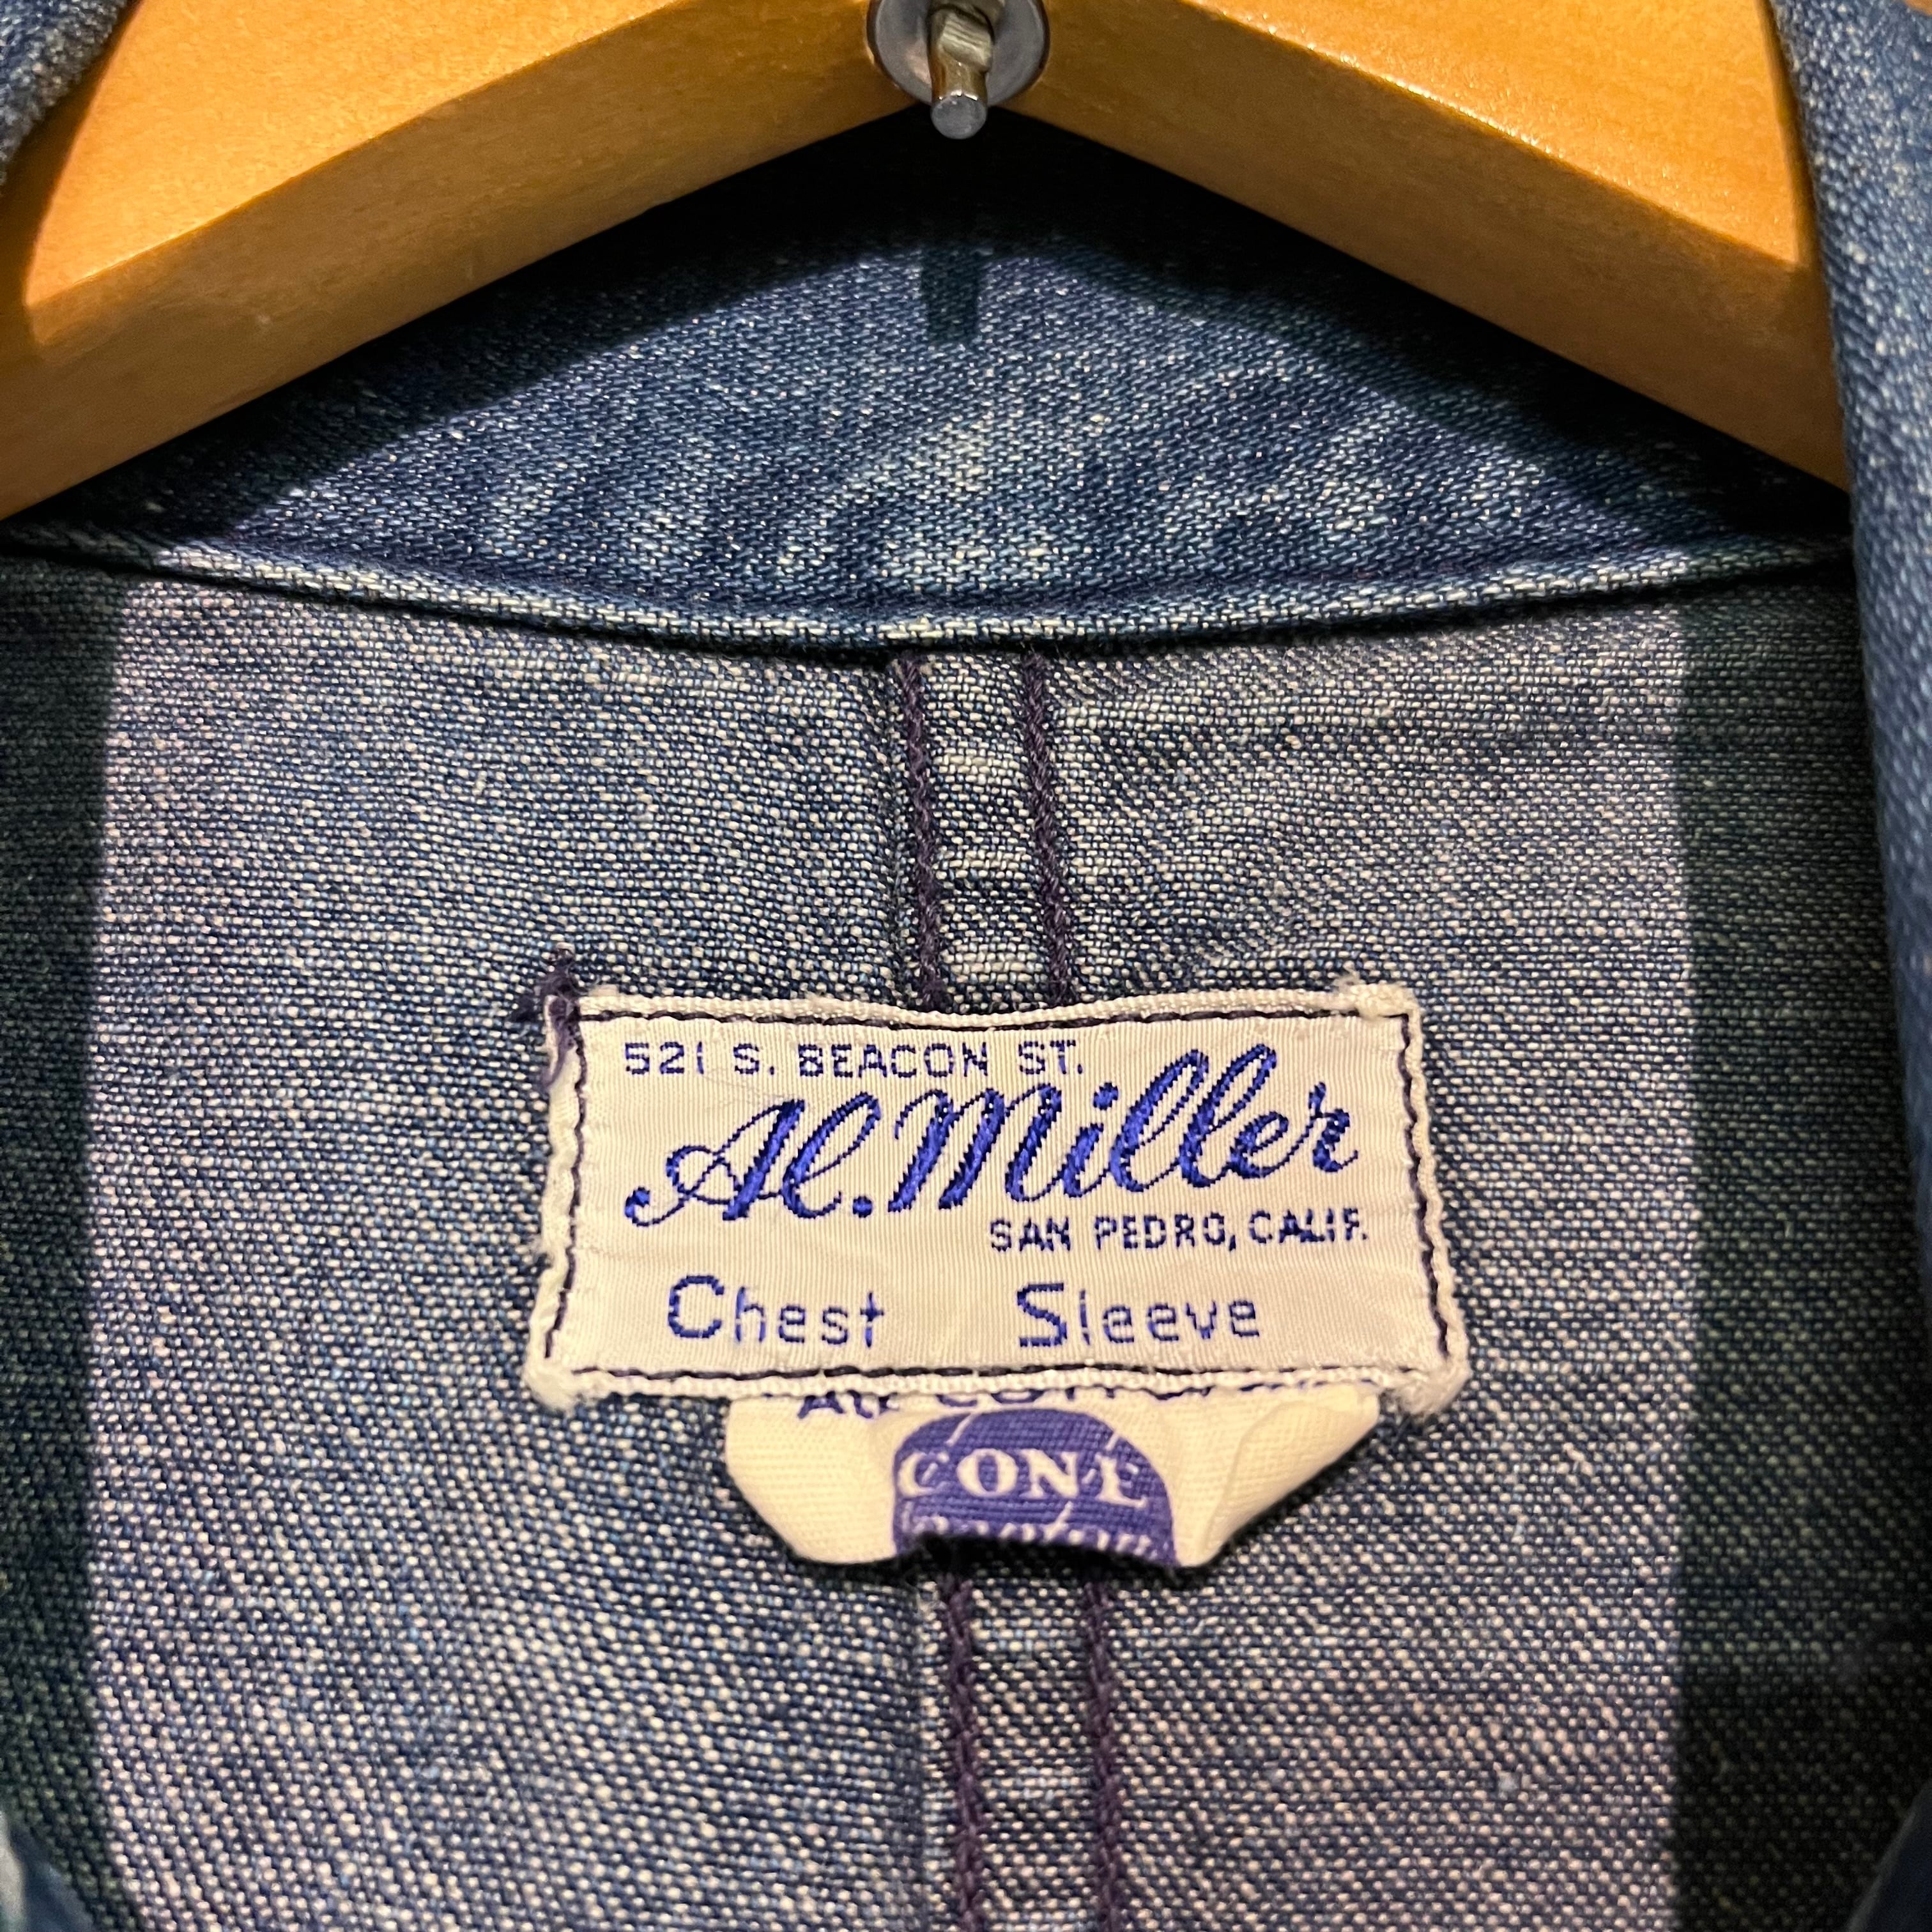 521 S. BEACON ST.
Al. Miller
SAN PEDRO, CALIF.
Chest Sleeve
CONE